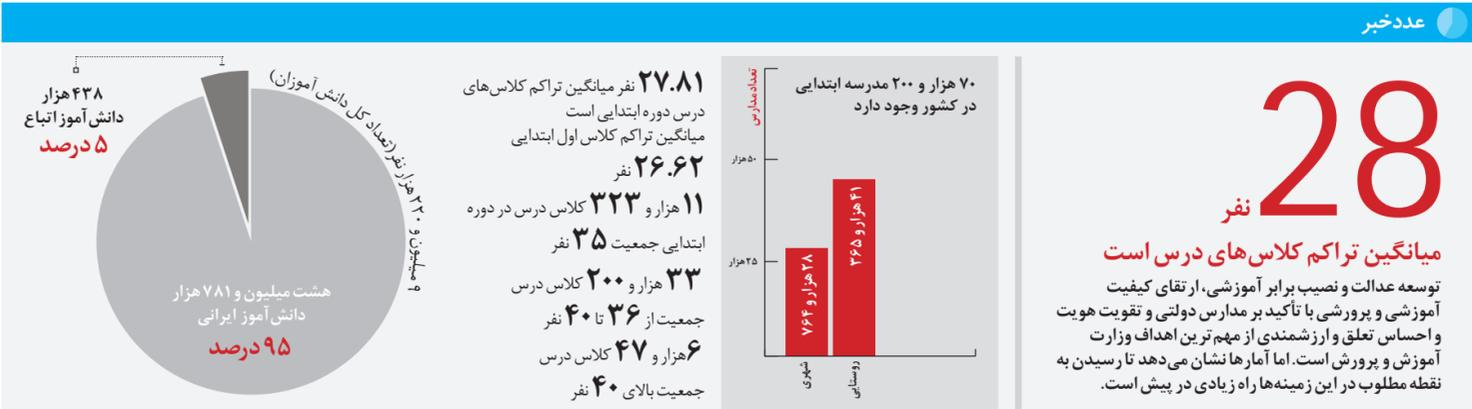 عددخبر
28 نفر
میانگین تراکم کلاس‌های درس است
توسعه عدالت و نصیب برابر آموزشی، ارتقای کیفیت
آموزشی و پرورشی با تأکید بر مدارس دولتی و تقویت هویت
و احساس تعلق و ارزشمندی از مهم‌ترین اهداف وزارت
آموزش و پرورش است. اما آمارها نشان می‌دهد تا رسیدن به
نقطه مطلوب در این زمینه‌ها راه زیادی در پیش است.
۷۰ هزار و ۲۰۰ مدرسه ابتدایی
در کشور وجود دارد
تعداد مدارس
۵۰ هزار
۲۵ هزار
۴۱ هزار و ۳۶۵
۲۸ هزار و ۷۶۴
روستایی
شهری
۲۷.۸۱ نفر میانگین تراکم کلاس‌های
درس دوره ابتدایی است
میانگین تراکم کلاس اول ابتدایی
۲۶.۶۲ نفر
۱۱ هزار و ۳۲۳ کلاس درس در دوره
ابتدایی جمعیت ۳۵ نفر
۳۳ هزار و ۲۰۰ کلاس درس
جمعیت از ۳۶ تا ۴۰ نفر
۶ هزار و ۴۷ کلاس درس
جمعیت بالای ۴۰ نفر
۹ میلیون و ۲۲۰ هزار نفر (تعداد کل دانش آموزان)
۴۳۸ هزار
دانش‌آموز اتباع
۵ درصد
هشت میلیون و ۷۸۱ هزار
دانش‌آموز ایرانی
۹۵ درصد